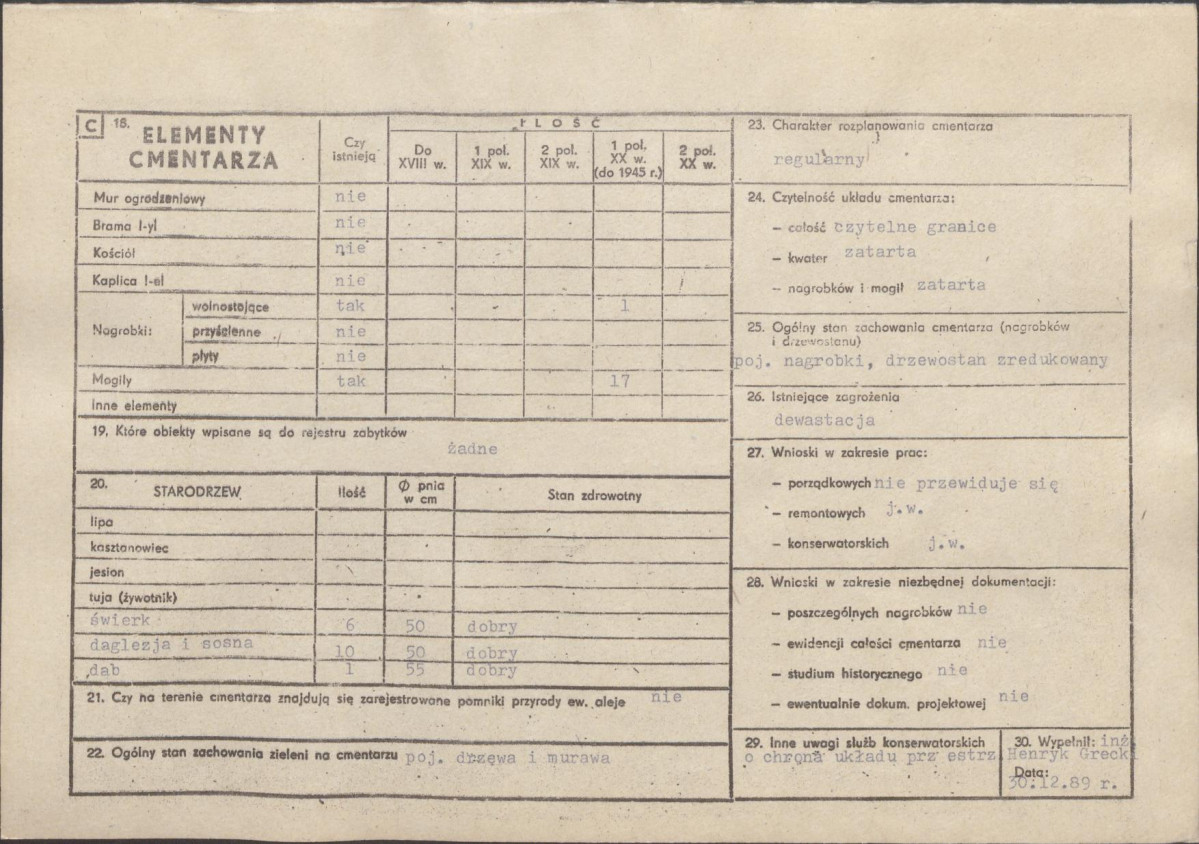 C 18. ELEMENTY
CMENTARZA
Czy
istnieją
IŁOŚĆ
Do
XVIII w.
1 pol.
XIX w.
2 pol.
XIX w.
1 pol.
XX w.
(do 1945 r.)
2 pol.
XX w.
Mur ogrodzeniowy nie
Brama I-yl nie
Kościół nie
Kaplica I-el nie
Nagrobki:
wolnostojące tak 1
przyścienne nie
płyty nie
Mogiły tak 17
Inne elementy
19. Które obiekty wpisane są do rejestru zabytków
żadne
20. STARODRZEW Ilość Ø pnia
w cm Stan zdrowotny
lipa
kasztanowiec
jesion
tuja (żywotnik)
świerk 6 50 dobry
daglezja i sosna 10 50 dobry
dąb 1 55 dobry
21. Czy na terenie cmentarza znajdują się zarejestrowane pomniki przyrody ew. aleje nie
22. Ogólny stan zachowania zieleni na cmentarzu poj. drzewa i murawa
23. Charakter rozplanowania cmentarza
regularny
24. Czytelność układu cmentarza:
– całość czytelne granice
– kwater zatarta
– nagrobków i mogił zatarta
25. Ogólny stan zachowania cmentarza (nagrobków
i drzewostanu)
poj. nagrobki, drzewostan zredukowany
26. Istniejące zagrożenia
dewastacja
27. Wnioski w zakresie prac:
– porządkowych nie przewiduje się
– remontowych j.w.
– konserwatorskich j.w.
28. Wnioski w zakresie niezbędnej dokumentacji:
– poszczególnych nagrobków nie
– ewidencji całości cmentarza nie
– studium historycznego nie
– ewentualnie dokum. projektowej nie
29. Inne uwagi służb konserwatorskich
o chrona układu prz estrz
30. Wypełnił: inż
Henryk Grecki
Data:
30.12.89 r.